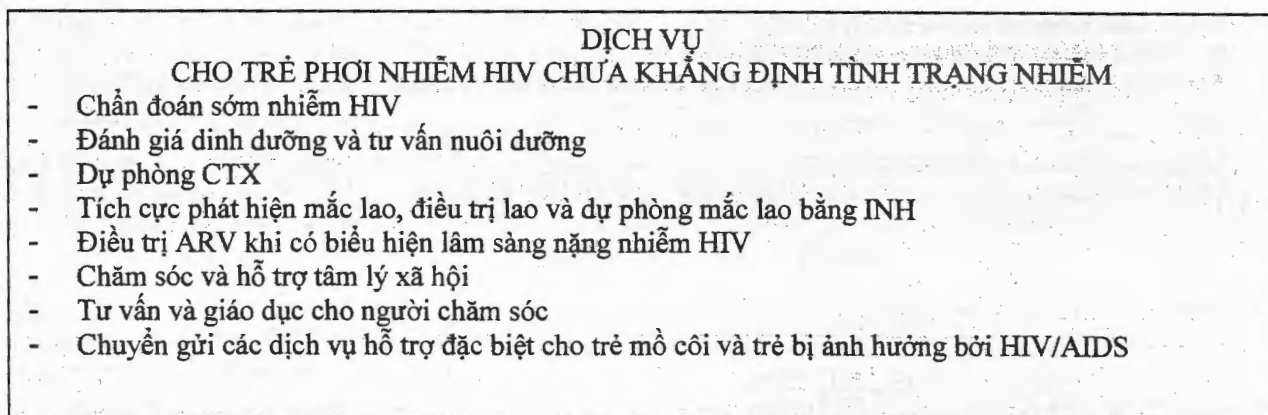 DỊCH VỤ
CHO TRẺ PHƠI NHIỄM HIV CHƯA KHẲNG ĐỊNH TÌNH TRẠNG NHIỄM
- Chẩn đoán sớm nhiễm HIV
- Đánh giá dinh dưỡng và tư vấn nuôi dưỡng
- Dự phòng CTX
- Tích cực phát hiện mắc lao, điều trị lao và dự phòng mắc lao bằng INH
- Điều trị ARV khi có biểu hiện lâm sàng nặng nhiễm HIV
- Chăm sóc và hỗ trợ tâm lý xã hội
- Tư vấn và giáo dục cho người chăm sóc
- Chuyển gửi các dịch vụ hỗ trợ đặc biệt cho trẻ mồ côi và trẻ bị ảnh hưởng bởi HIV/AIDS